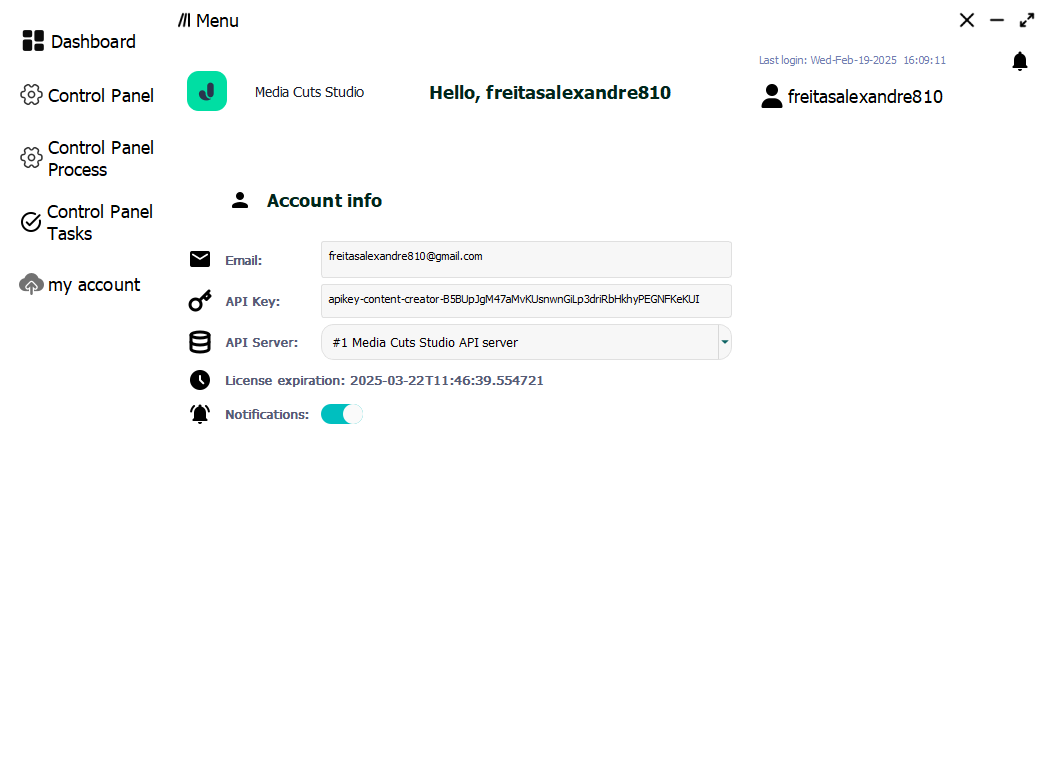 Menu
Dashboard
Last login: Wed-Feb-19-2025 16:09:11
Media Cuts Studio
Hello, freitasalexandre810
freitasalexandre810
Control Panel
Control Panel
Process
Control Panel
Tasks
my account
Account info
Email:
freitasalexandre810@gmail.com
API Key:
apikey-content-creator-B5BUpJgM47aMvKUsnwnGiLp3driRbHkhyPEGNFKeKUI
API Server:
#1 Media Cuts Studio API server
License expiration: 2025-03-22T11:46:39.554721
Notifications: